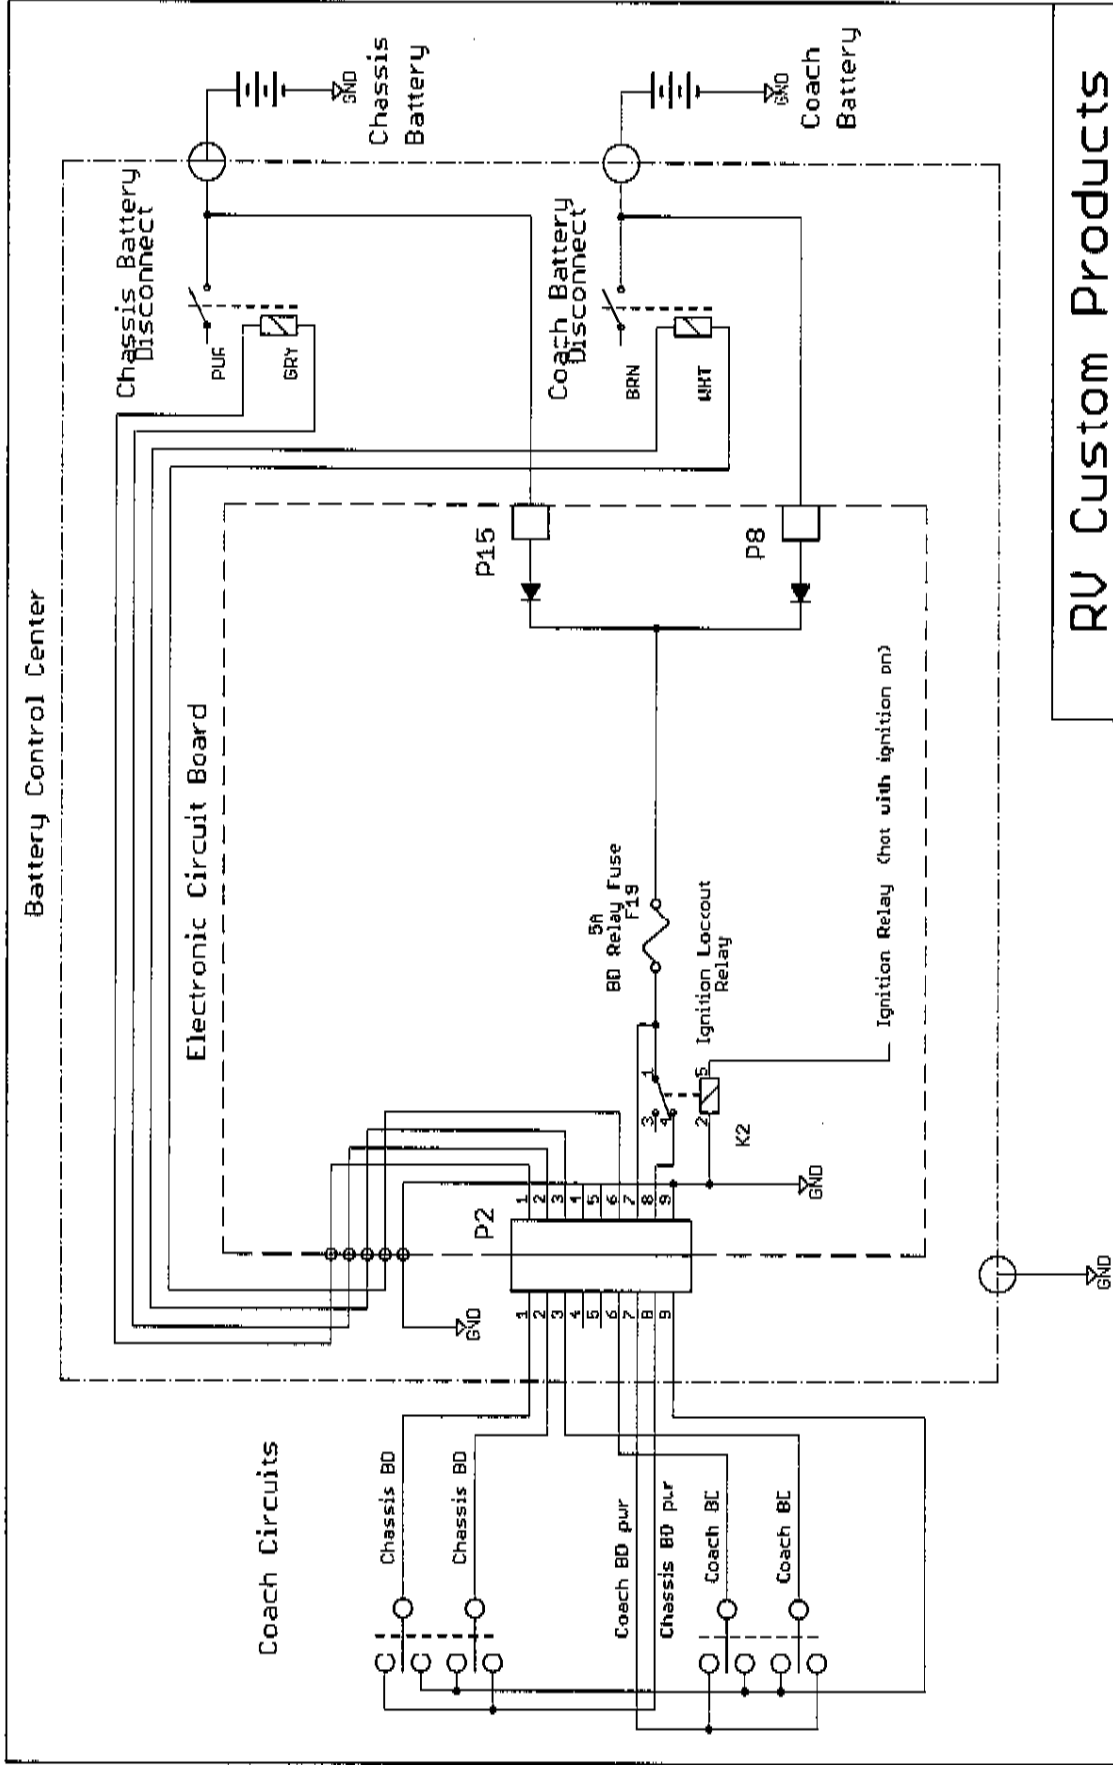 Battery Control Center
Chassis Battery
Disconnect
PUR
GRY
GND
Chassis
Battery
Coach Battery
Disconnect
BRN
WHT
GND
Coach
Battery
Electronic Circuit Board
P15
P8
5A
BD Relay Fuse
F19
Ignition Loccout
Relay
Ignition Relay (hot with ignition on)
1
3
4
5
2
K2
GND
P2
1
2
3
4
5
6
7
8
9
1
2
3
4
5
6
7
8
9
GND
GND
Coach Circuits
Chassis BD
Chassis BD
Coach BD pwr
Chassis BD pwr
Coach BD
Coach BD
RV Custom Products